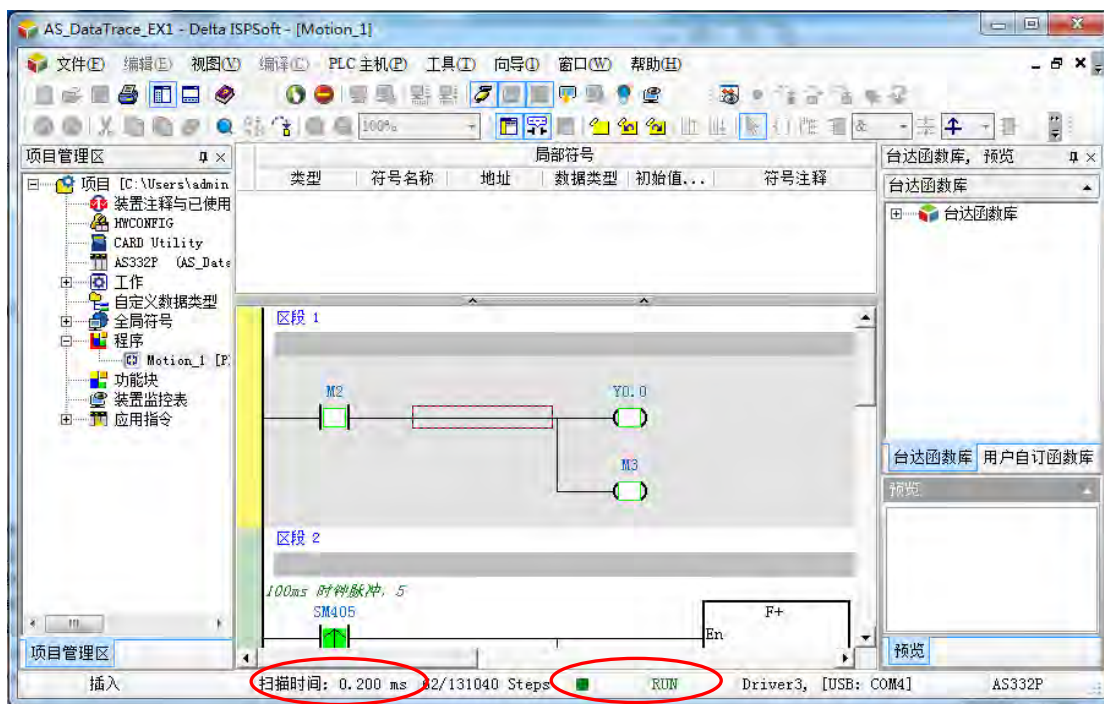 AS_DataTrace_EX1 - Delta ISPSoft - [Motion_1]
文件(F) 编辑(E) 视图(V) 编译(C) PLC 主机(P) 工具(T) 向导(I) 窗口(W) 帮助(H)
100%
项目管理区
项目 [C:\Users\admin
装置注释与已使用
HWCONFIG
CARD Utility
AS332P (AS_Data
工作
自定义数据类型
全局符号
程序
Motion_1 [P
功能块
装置监控表
应用指令
项目管理区
局部符号
类型 符号名称 地址 数据类型 初始值... 符号注释
区段 1
M2 Y0.0
M3
区段 2
100ms 时钟脉冲, 5
SM405 F+
En
台达函数库, 预览
台达函数库
台达函数库
台达函数库 用户自订函数库
预览
预览
插入 扫描时间: 0.200 ms 62/131040 Steps RUN Driver3, [USB: COM4] AS332P